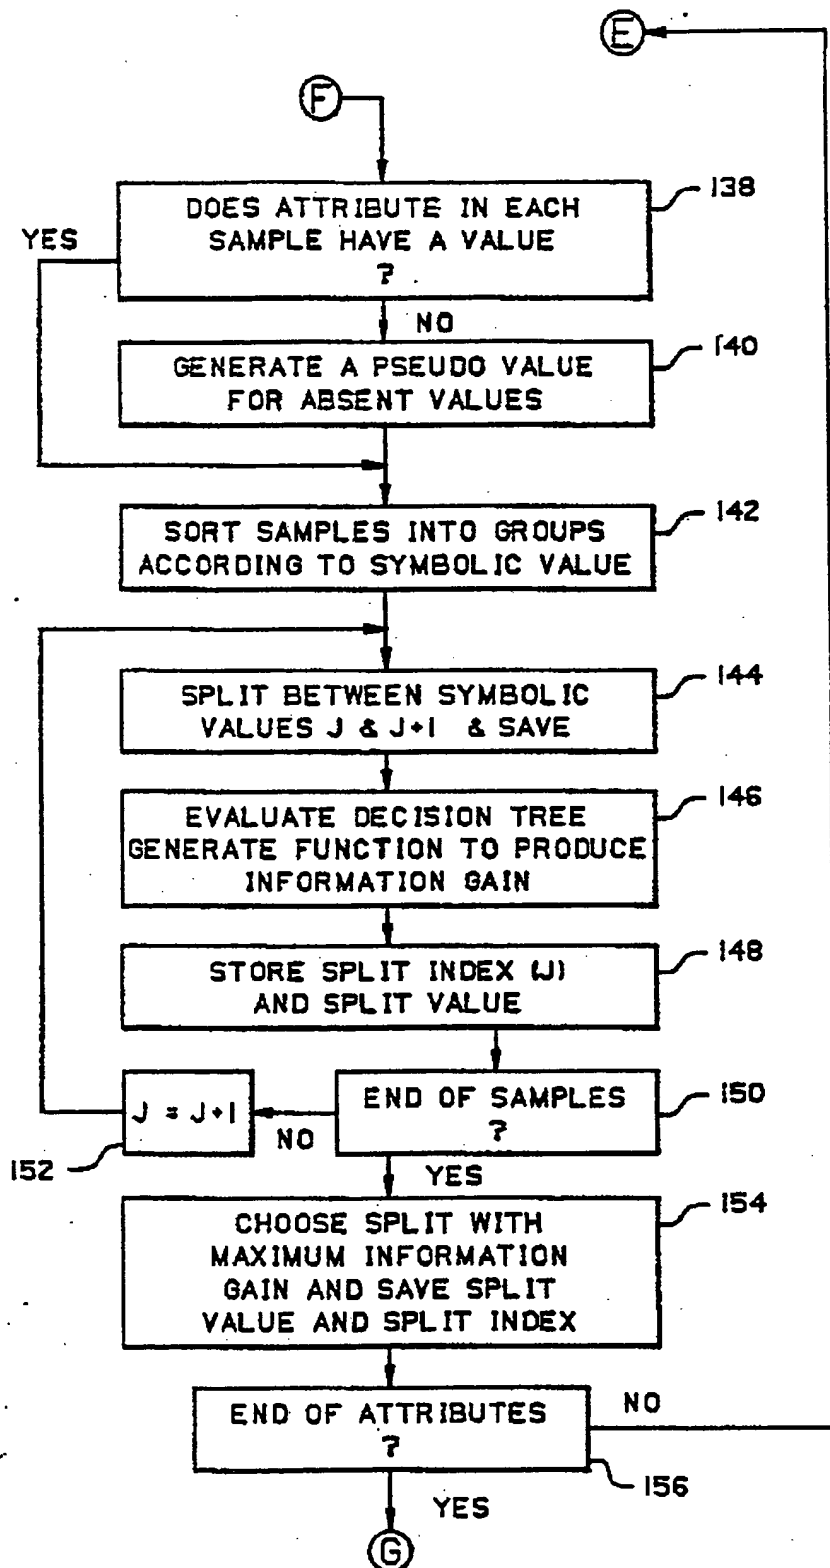 E
F
138
DOES ATTRIBUTE IN EACH
SAMPLE HAVE A VALUE
?
YES
NO
140
GENERATE A PSEUDO VALUE
FOR ABSENT VALUES
142
SORT SAMPLES INTO GROUPS
ACCORDING TO SYMBOLIC VALUE
144
SPLIT BETWEEN SYMBOLIC
VALUES J & J+1 & SAVE
146
EVALUATE DECISION TREE
GENERATE FUNCTION TO PRODUCE
INFORMATION GAIN
148
STORE SPLIT INDEX (J)
AND SPLIT VALUE
150
END OF SAMPLES
?
J = J+1
NO
152
YES
154
CHOOSE SPLIT WITH
MAXIMUM INFORMATION
GAIN AND SAVE SPLIT
VALUE AND SPLIT INDEX
END OF ATTRIBUTES
?
NO
156
YES
G